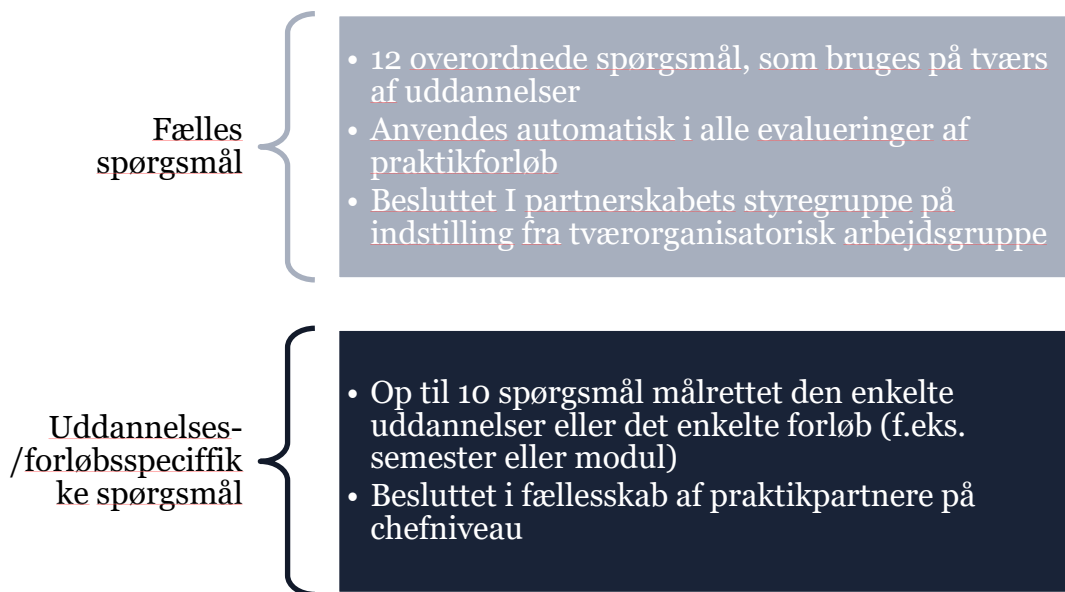 Fælles
spørgsmål
• 12 overordnede spørgsmål, som bruges på tværs
af uddannelser
• Anvendes automatisk i alle evalueringer af
praktikforløb
• Besluttet I partnerskabets styregruppe på
indstilling fra tværorganisatorisk arbejdsgruppe
Uddannelses-
/forløbsspeciffik
ke spørgsmål
• Op til 10 spørgsmål målrettet den enkelte
uddannelser eller det enkelte forløb (f.eks.
semester eller modul)
• Besluttet i fællesskab af praktikpartnere på
chefniveau